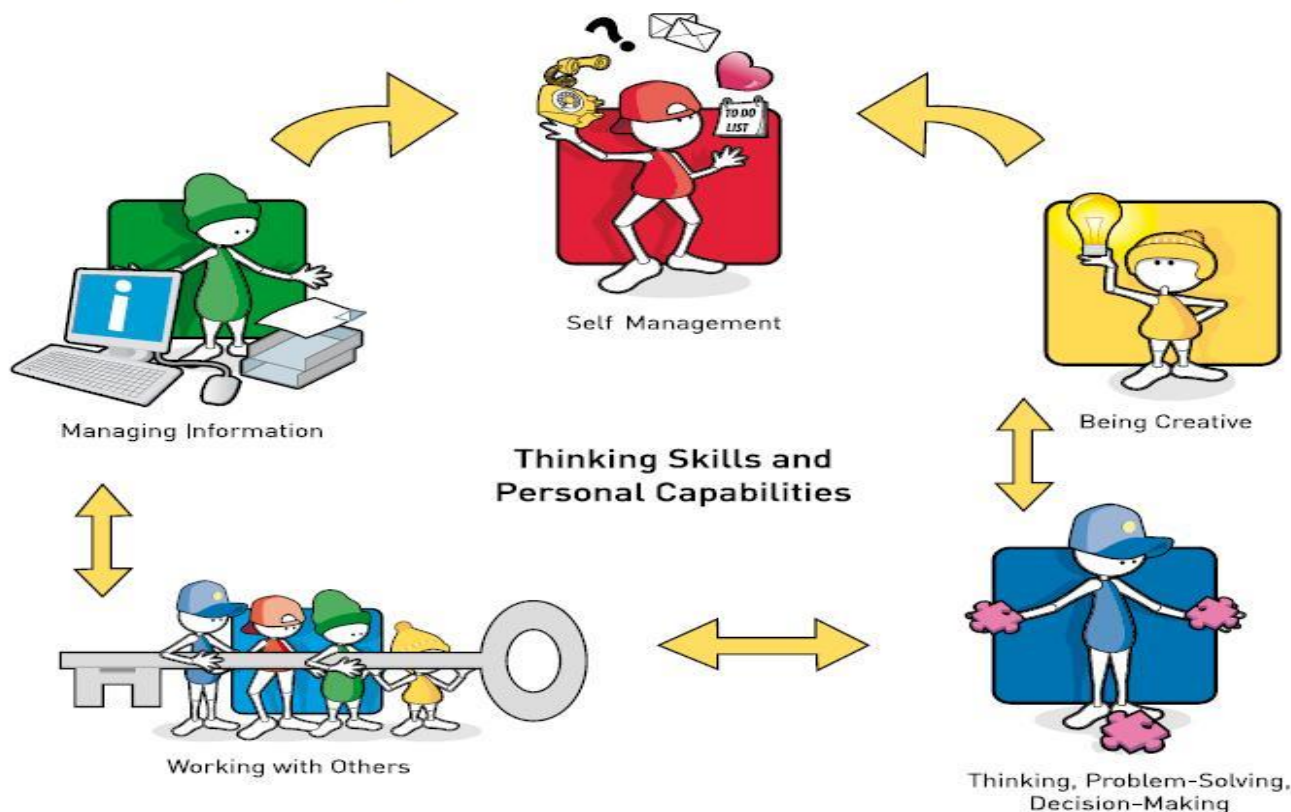 ?
TO DO
LIST
Self Management
i
Managing Information
Being Creative
Thinking Skills and
Personal Capabilities
Working with Others
Thinking, Problem-Solving,
Decision-Making